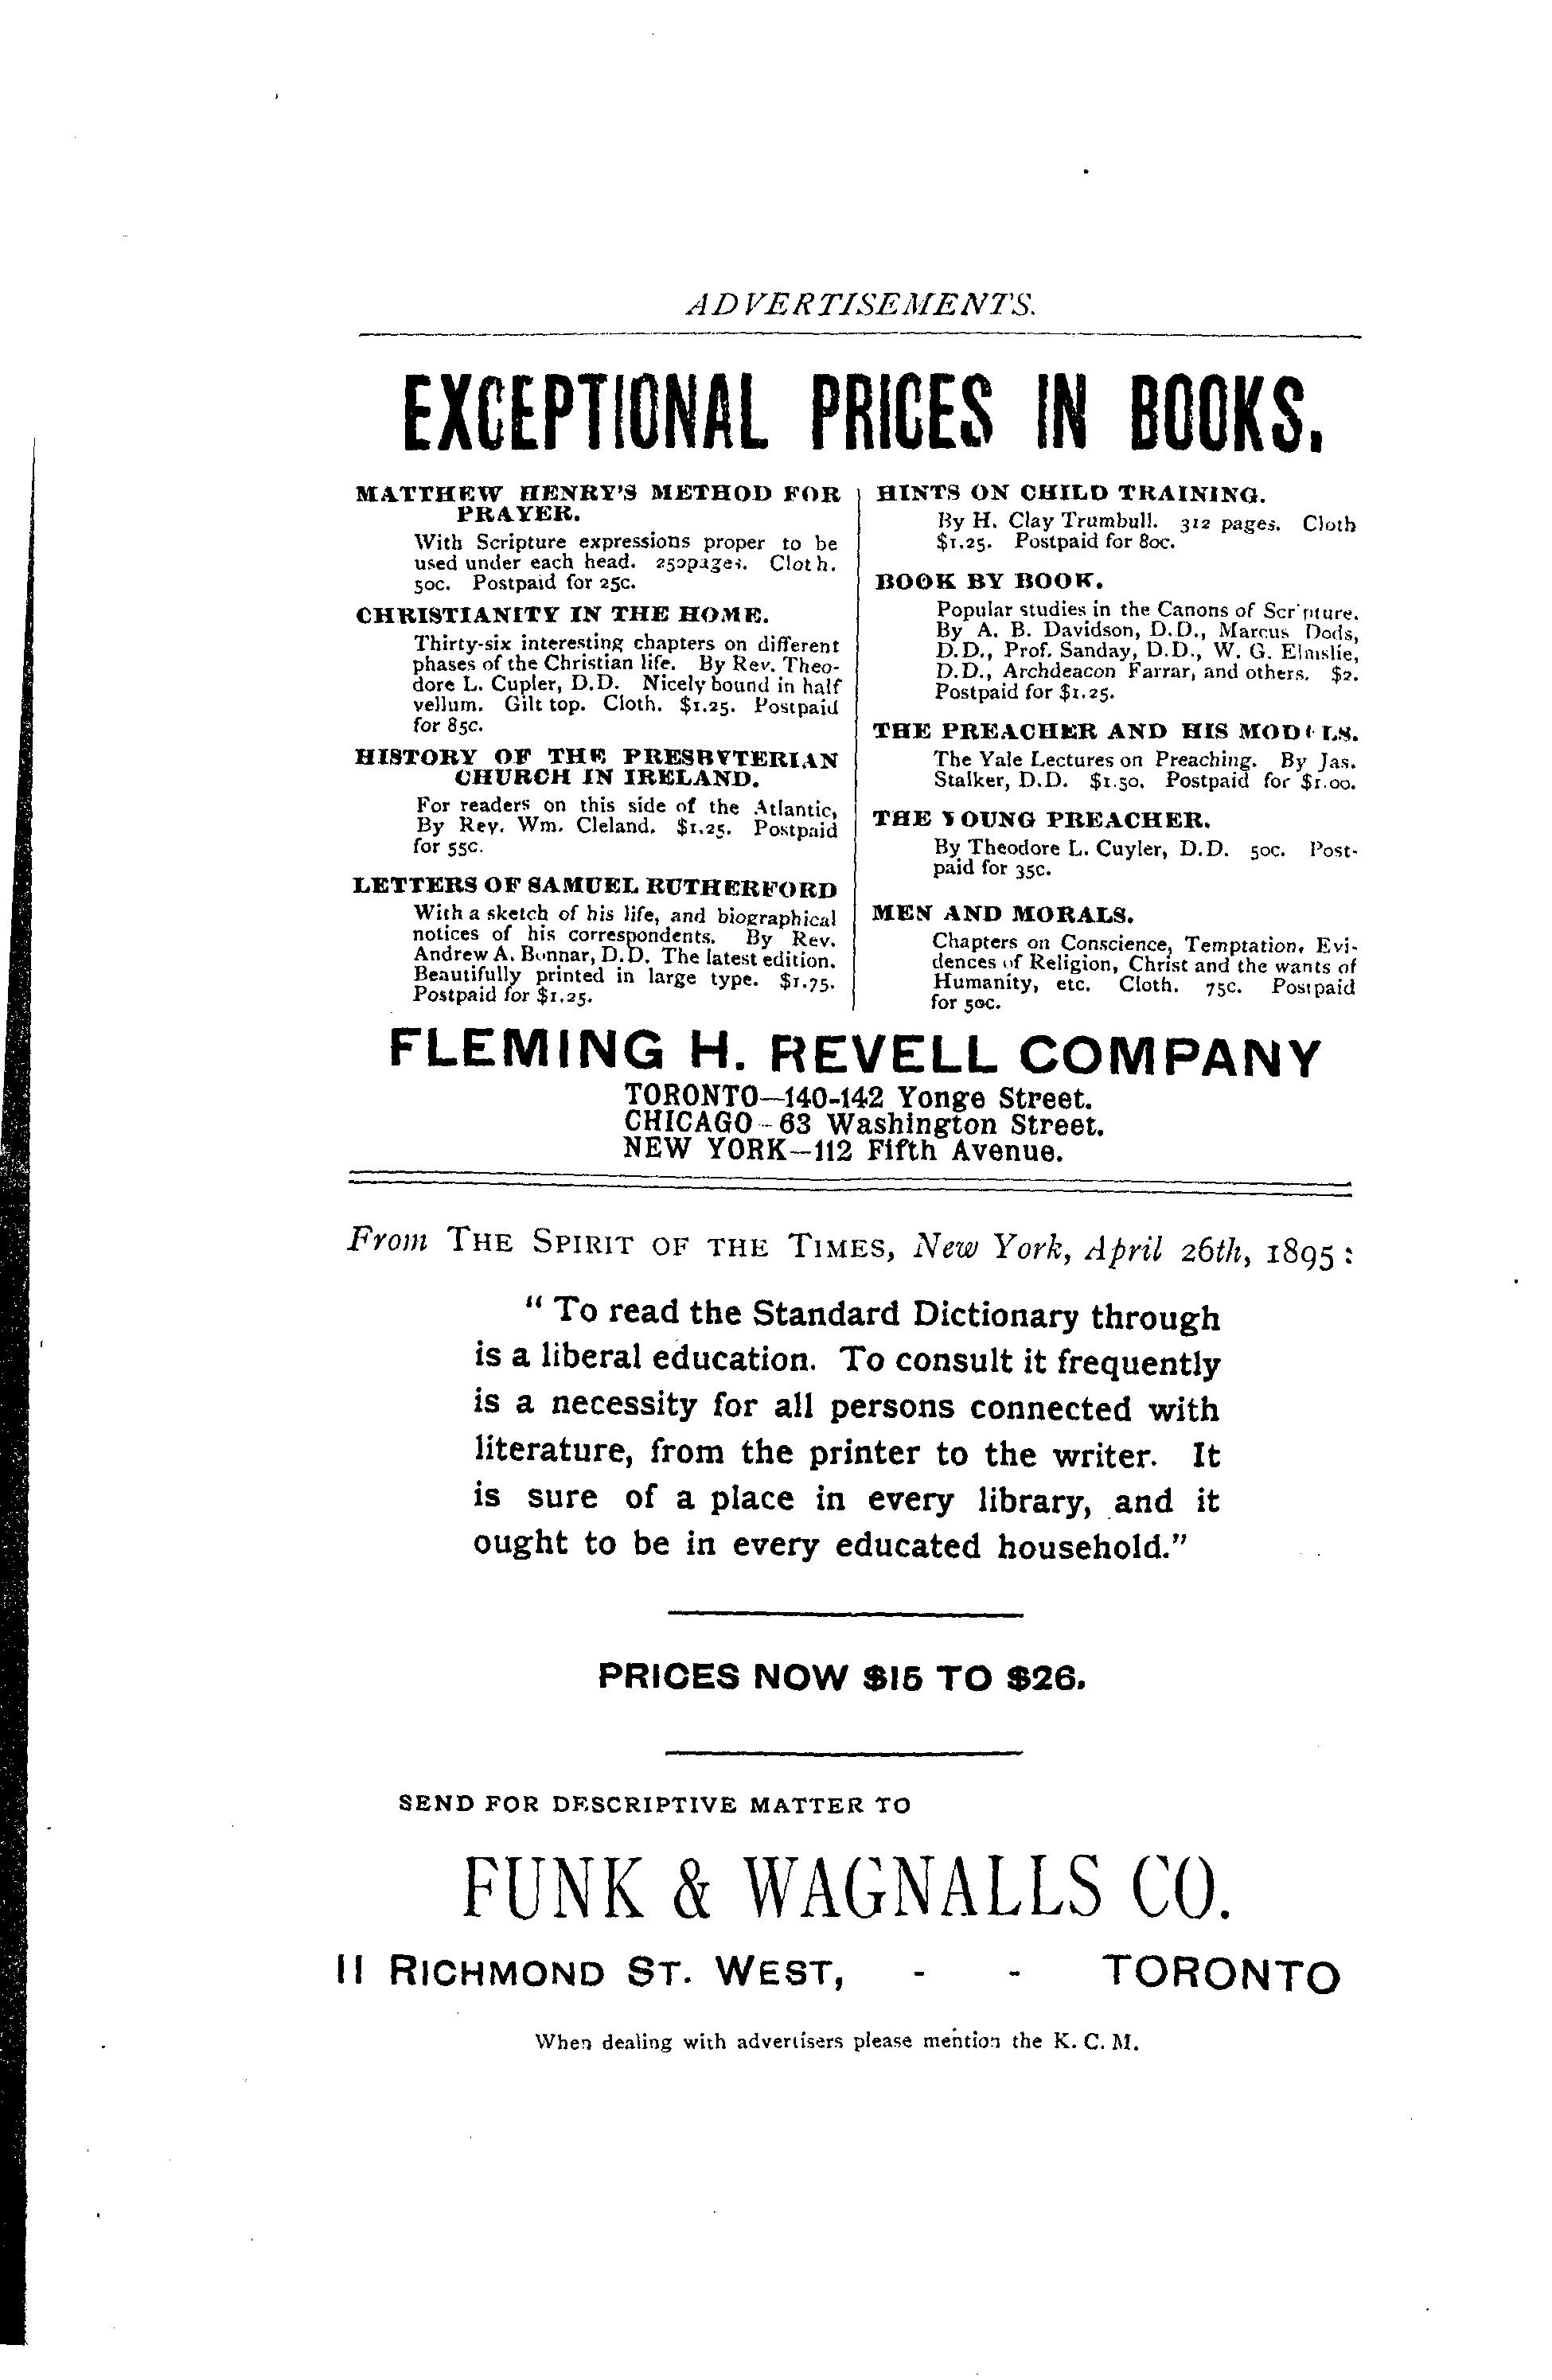 ADVERTISEMENTS.
EXCEPTIONAL PRICES IN BOOKS.
MATTHEW HENRY'S METHOD FOR
PRAYER.
With Scripture expressions proper to be
used under each head. 250pages. Cloth.
50c. Postpaid for 25c.
CHRISTIANITY IN THE HOME.
Thirty-six interesting chapters on different
phases of the Christian life. By Rev. Theo-
dore L. Cupler, D.D. Nicely bound in half
vellum. Gilt top. Cloth. $1.25. Postpaid
for 85c.
HISTORY OF THE PRESBYTERIAN
CHURCH IN IRELAND.
For readers on this side of the Atlantic,
By Rev. Wm. Cleland. $1.25. Postpaid
for 55c.
LETTERS OF SAMUEL RUTHERFORD
With a sketch of his life, and biographical
notices of his correspondents. By Rev.
Andrew A. Bonnar, D.D. The latest edition.
Beautifully printed in large type. $1.75.
Postpaid for $1.25.
HINTS ON CHILD TRAINING.
By H. Clay Trumbull. 312 pages. Cloth
$1.25. Postpaid for 80c.
BOOK BY BOOK.
Popular studies in the Canons of Scripture.
By A. B. Davidson, D.D., Marcus Dods,
D.D., Prof. Sanday, D.D., W. G. Elmslie,
D.D., Archdeacon Farrar, and others. $2.
Postpaid for $1.25.
THE PREACHER AND HIS MODELS.
The Yale Lectures on Preaching. By Jas.
Stalker, D.D. $1.50. Postpaid for $1.00.
THE YOUNG PREACHER.
By Theodore L. Cuyler, D.D. 50c. Post-
paid for 35c.
MEN AND MORALS.
Chapters on Conscience, Temptation, Evi-
dences of Religion, Christ and the wants of
Humanity, etc. Cloth. 75c. Postpaid
for 50c.
FLEMING H. REVELL COMPANY
TORONTO—140-142 Yonge Street.
CHICAGO—63 Washington Street.
NEW YORK—112 Fifth Avenue.
From THE SPIRIT OF THE TIMES, New York, April 26th, 1895:
" To read the Standard Dictionary through
is a liberal education. To consult it frequently
is a necessity for all persons connected with
literature, from the printer to the writer. It
is sure of a place in every library, and it
ought to be in every educated household."
PRICES NOW $15 TO $26.
SEND FOR DESCRIPTIVE MATTER TO
FUNK & WAGNALLS CO.
11 RICHMOND ST. WEST, - - TORONTO
When dealing with advertisers please mention the K. C. M.